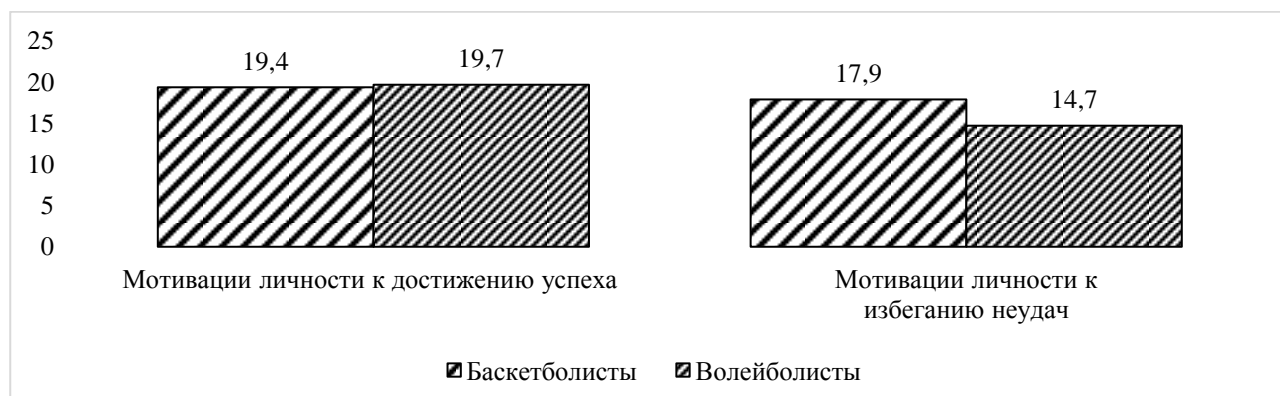 25
20
15
10
5
0
19,4
19,7
17,9
14,7
Мотивации личности к достижению успеха
Мотивации личности к
избеганию неудач
Баскетболисты Волейболисты